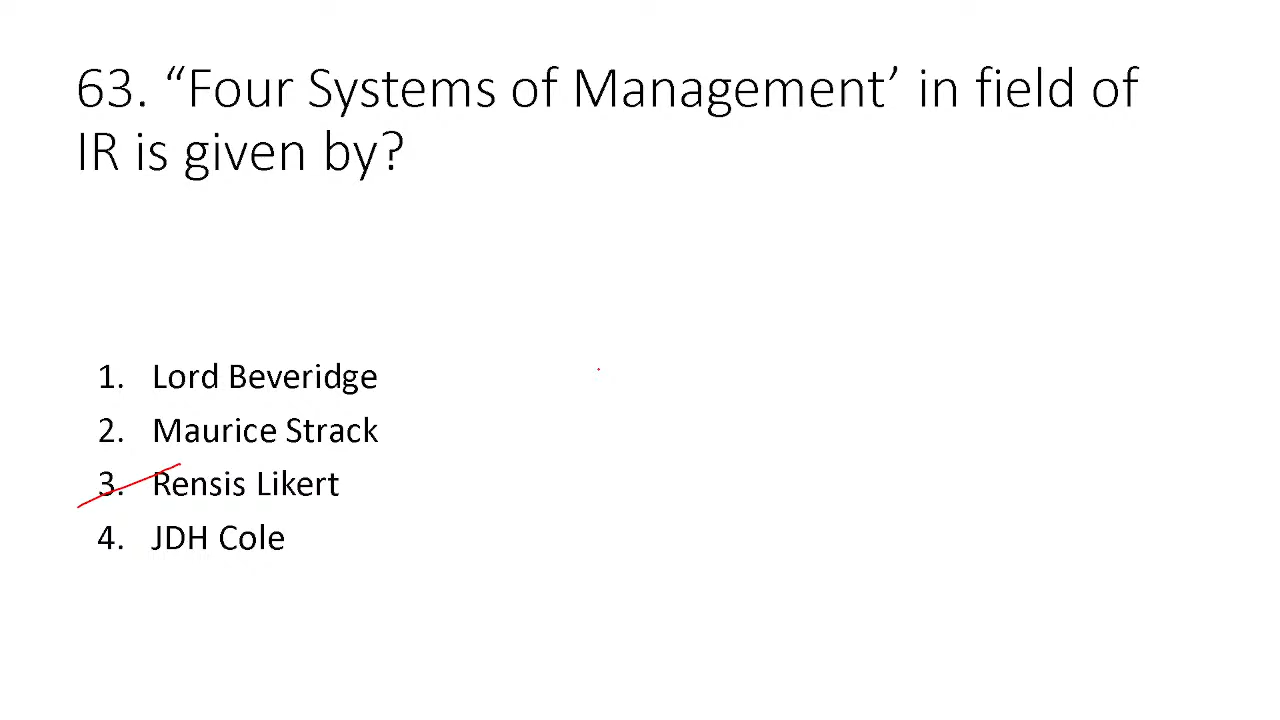 63. “Four Systems of Management’ in field of
IR is given by?
1. Lord Beveridge
2. Maurice Strack
3. Rensis Likert
4. JDH Cole